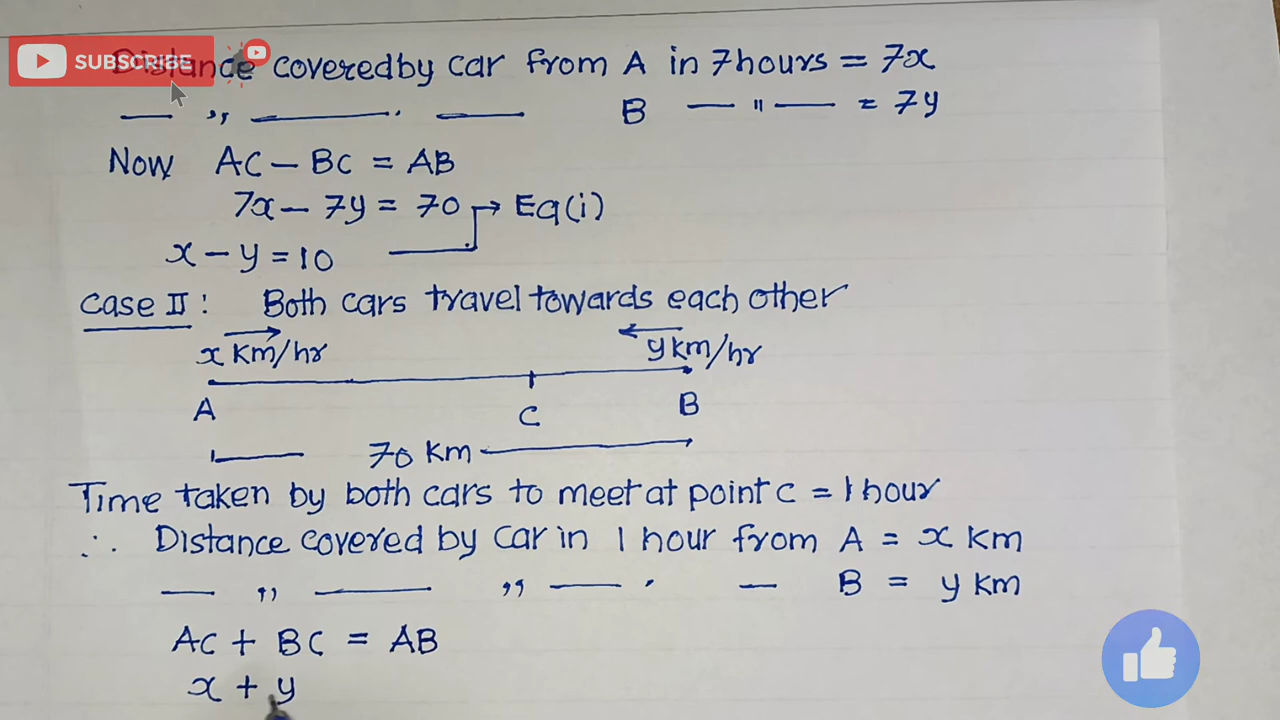 SUBSCRIBE
Distance covered by car from A in 7 hours = 7x
— ,, — — B — " — = 7y
Now AC - BC = AB
7x - 7y = 70 → Eq(i)
x - y = 10
Case II : Both cars travel towards each other
x km/hr y km/hr
A C B
70 km
Time taken by both cars to meet at point C = 1 hour
∴ Distance covered by car in 1 hour from A = x km
— ,, — ,, — — B = y km
AC + BC = AB
x + y